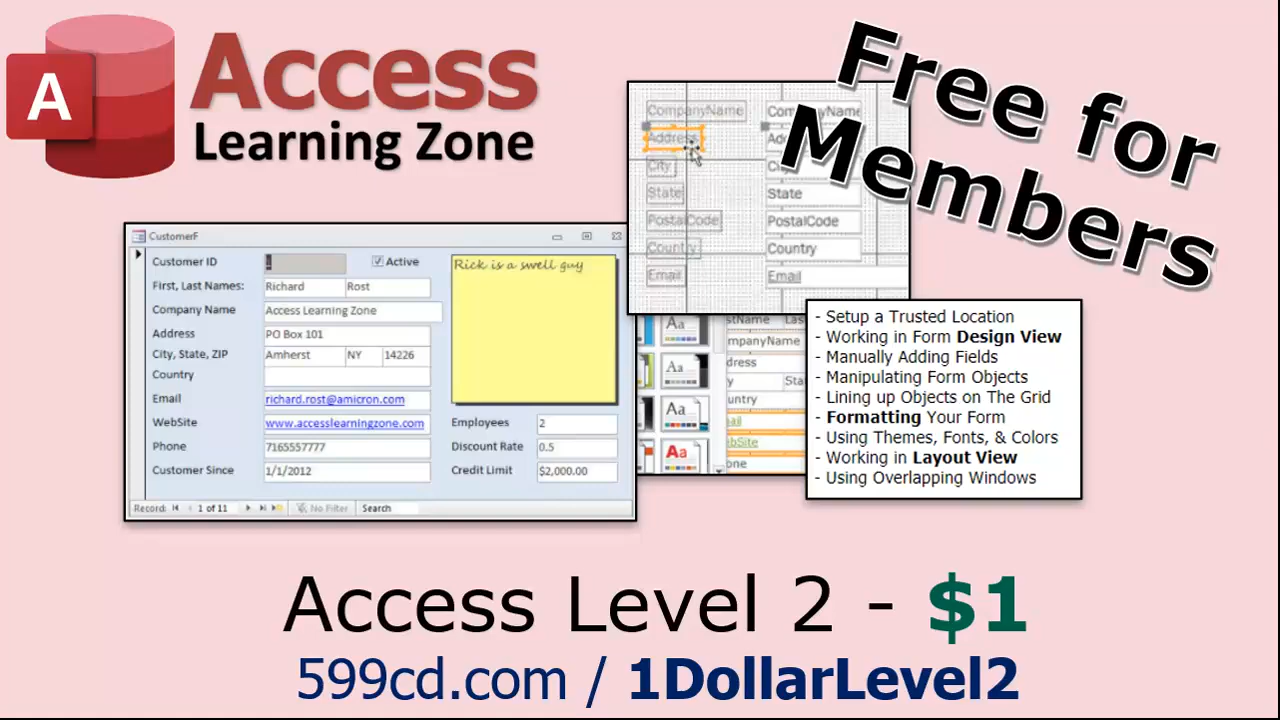 A
Access
Learning Zone
Free for
Members
CompanyName
CompanyName
Address
City
State
State
PostalCode
PostalCode
Country
Country
Email
Email
CustomerF
Customer ID
Active
First, Last Names:
Richard
Rost
Company Name
Access Learning Zone
Address
PO Box 101
City, State, ZIP
Amherst
NY
14226
Country
Email
richard.rost@amicron.com
WebSite
www.accesslearningzone.com
Phone
7165557777
Customer Since
1/1/2012
Rick is a swell guy
Employees
2
Discount Rate
0.5
Credit Limit
$2,000.00
Record:
1 of 11
No Filter
Search
Aa
Aa
Aa
Aa
- Setup a Trusted Location
- Working in Form Design View
- Manually Adding Fields
- Manipulating Form Objects
- Lining up Objects on The Grid
- Formatting Your Form
- Using Themes, Fonts, & Colors
- Working in Layout View
- Using Overlapping Windows
Access Level 2 - $1
599cd.com / 1DollarLevel2